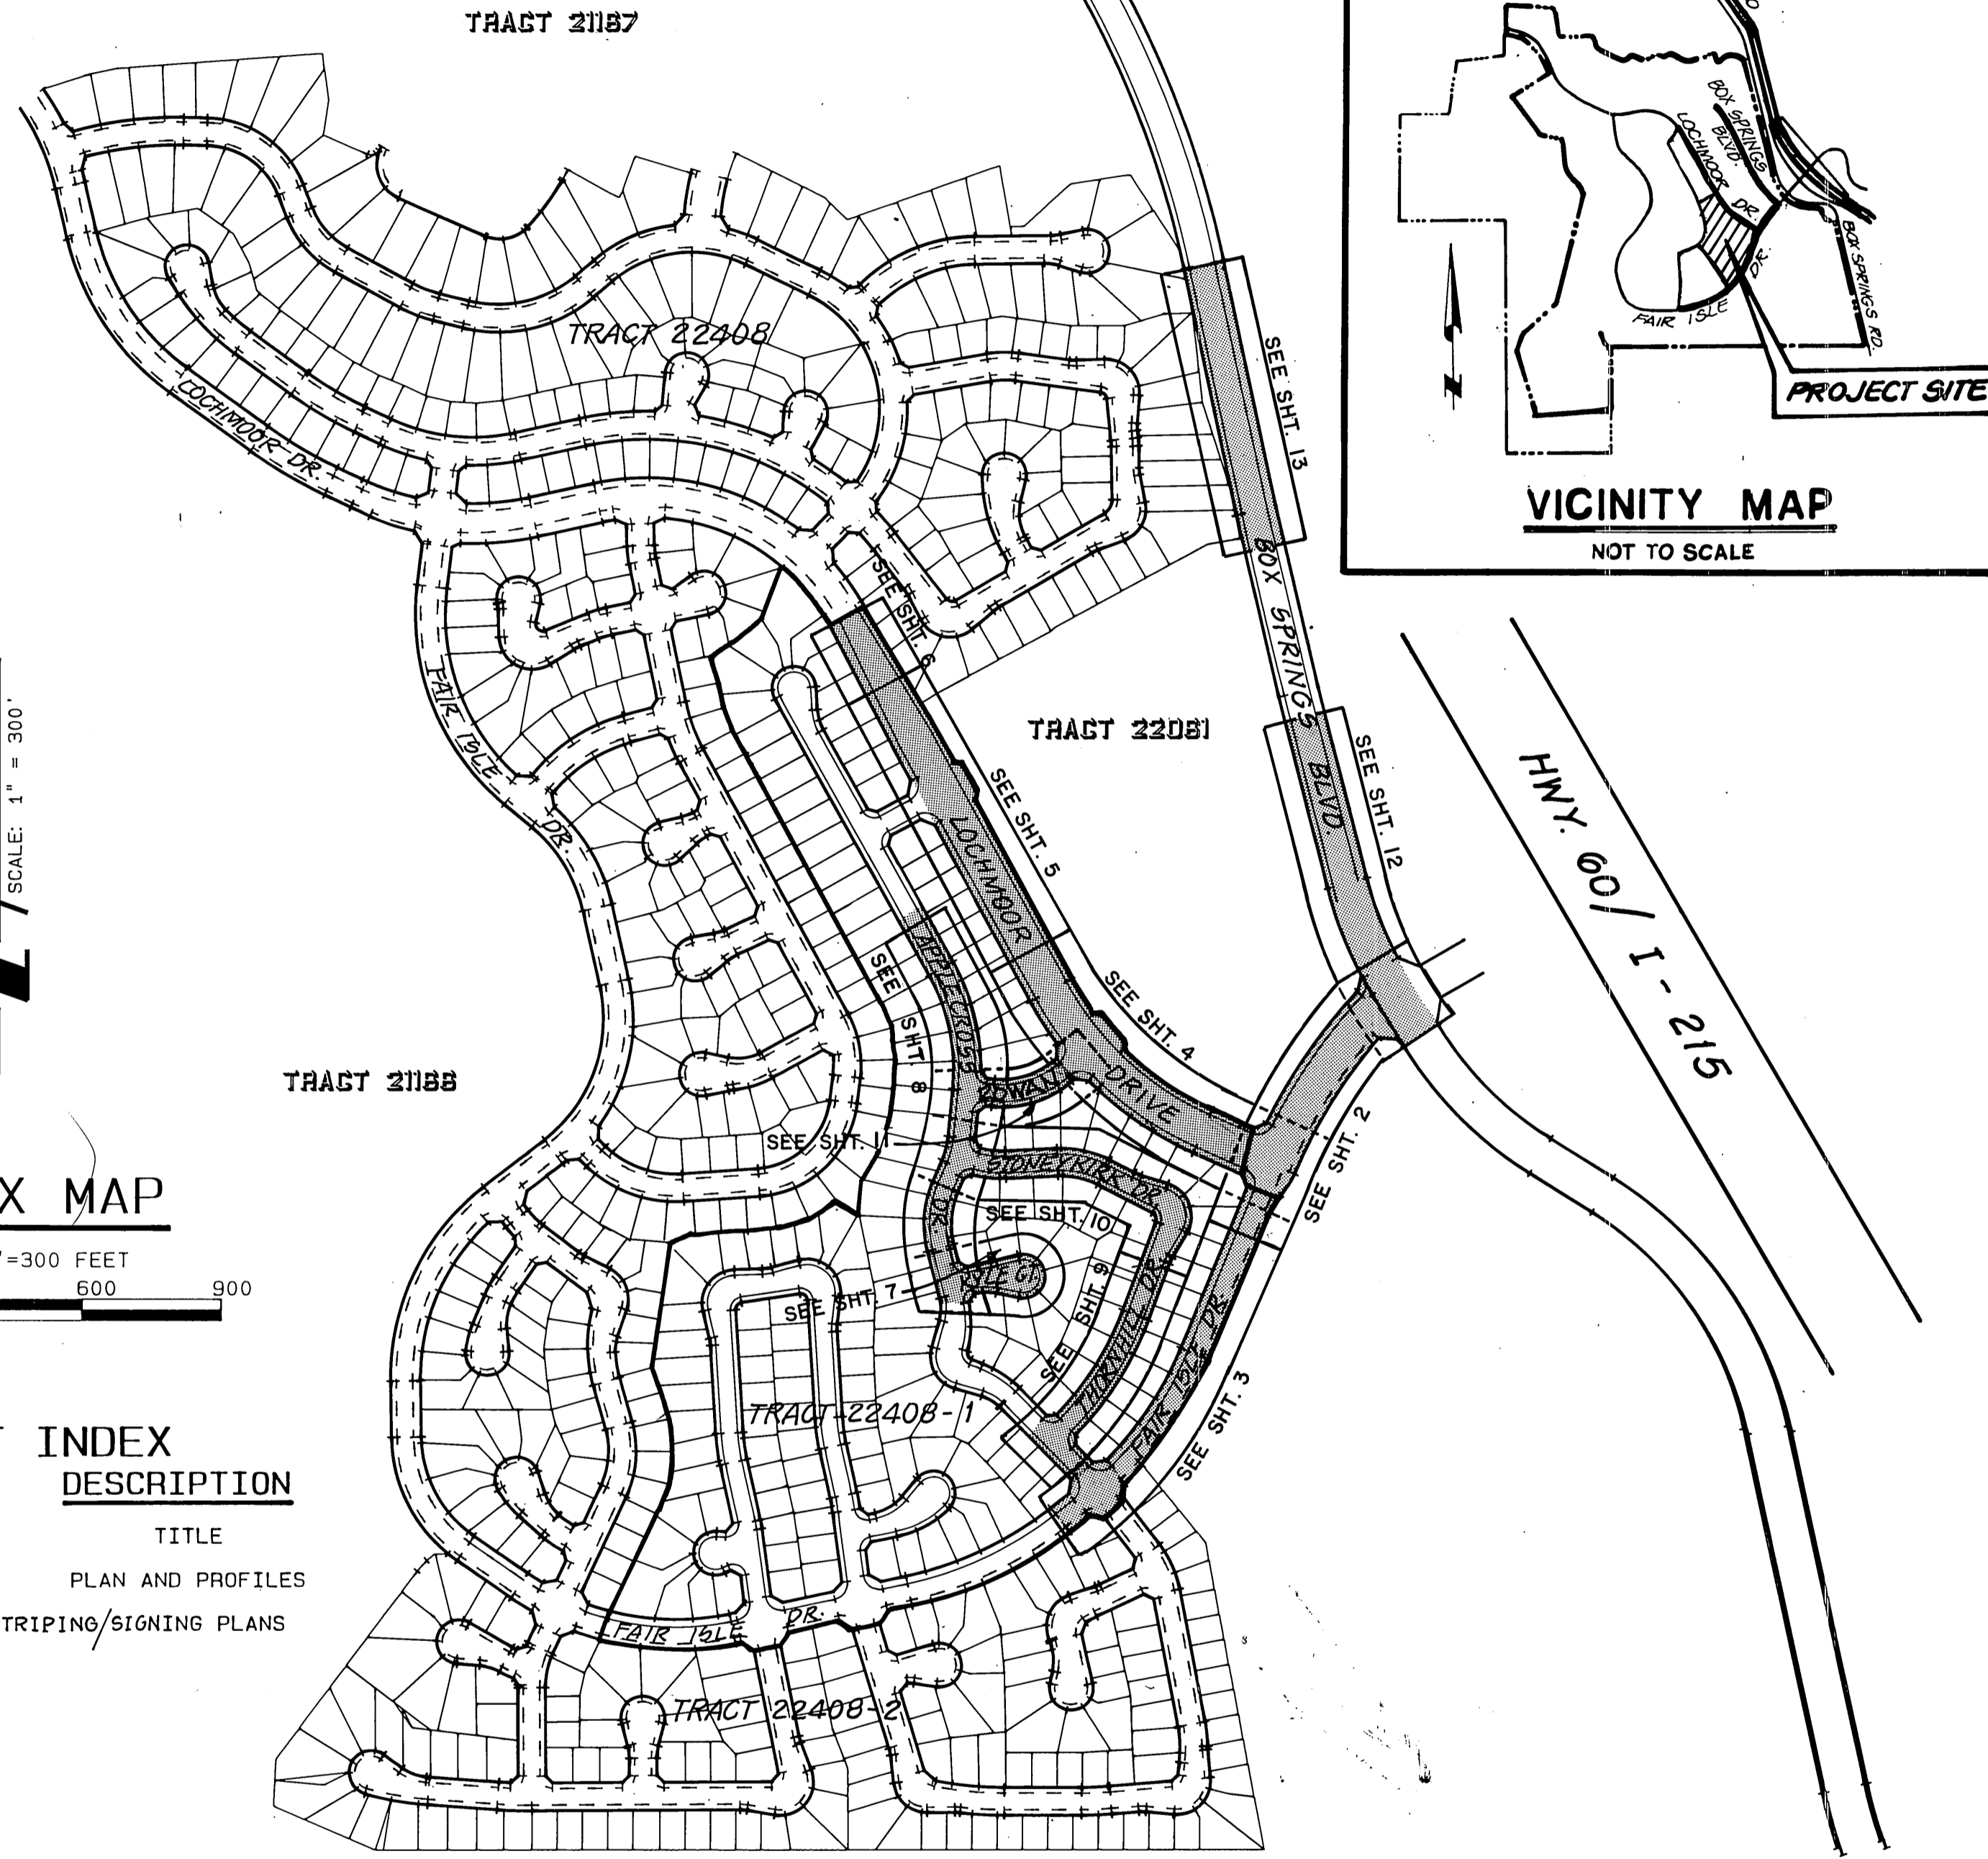 TRACT 21187
BOX SPRINGS
BLVD.
LOCHMOOR
DR.
DR.
FAIR ISLE
BOX SPRINGS RD.
PROJECT SITE
VICINITY MAP
NOT TO SCALE
TRACT 22408
LOCHMOOR DR.
SEE SHT. 13
BOX SPRINGS
BLVD.
SEE SHT. 6
FAIR ISLE
DR.
TRACT 22081
SEE SHT. 12
HWY. 60/ I-215
SCALE: 1" = 300'
SEE SHT. 5
LOCHMOOR
DRIVE
SEE SHT. 4
APPLECROSS
DR.
SEE SHT. 8
TRACT 21188
SEE SHT. 11
SEE SHT. 2
STONEYKIRK DR.
SEE SHT. 10
SEE SHT. 7
SEE SHT. 9
THORNHILL DR.
FAIR ISLE DR.
SEE SHT. 3
X MAP
"=300 FEET
600 900
TRACT 22408-1
INDEX
DESCRIPTION
TITLE
PLAN AND PROFILES
TRIPING/SIGNING PLANS
FAIR ISLE DR.
TRACT 22408-2